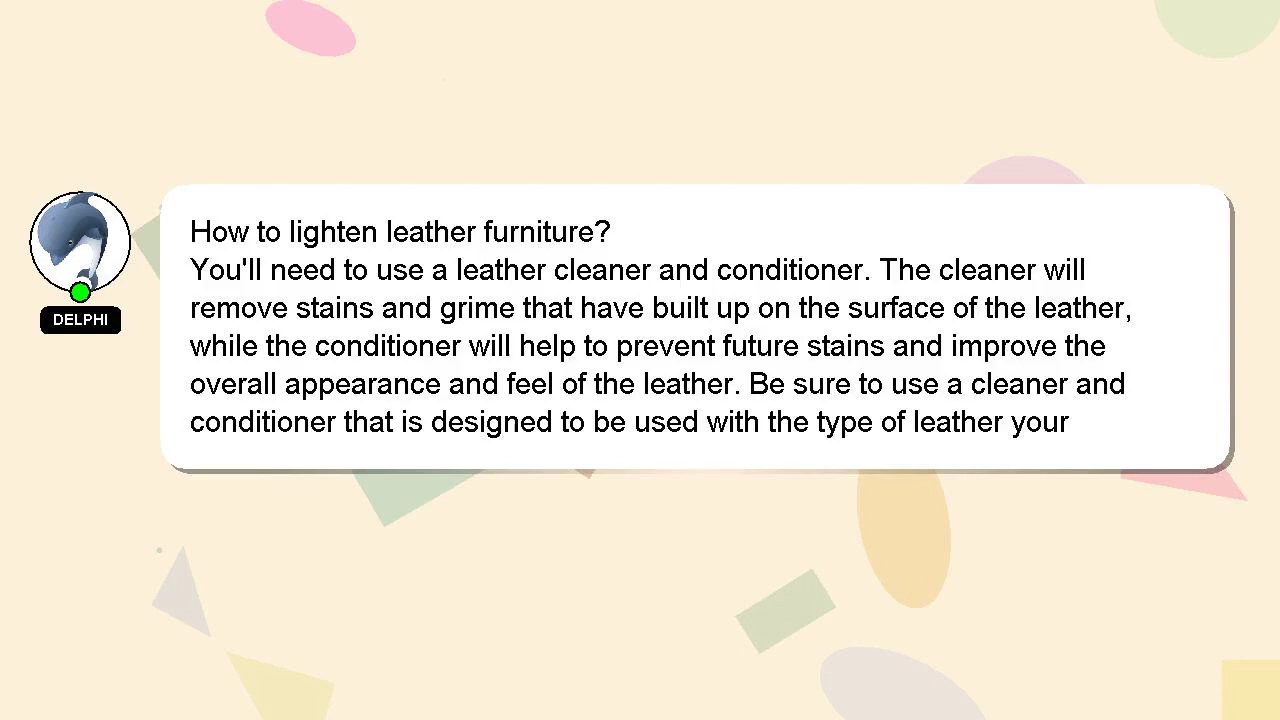 How to lighten leather furniture?
You'll need to use a leather cleaner and conditioner. The cleaner will
remove stains and grime that have built up on the surface of the leather,
while the conditioner will help to prevent future stains and improve the
overall appearance and feel of the leather. Be sure to use a cleaner and
conditioner that is designed to be used with the type of leather your
DELPHI